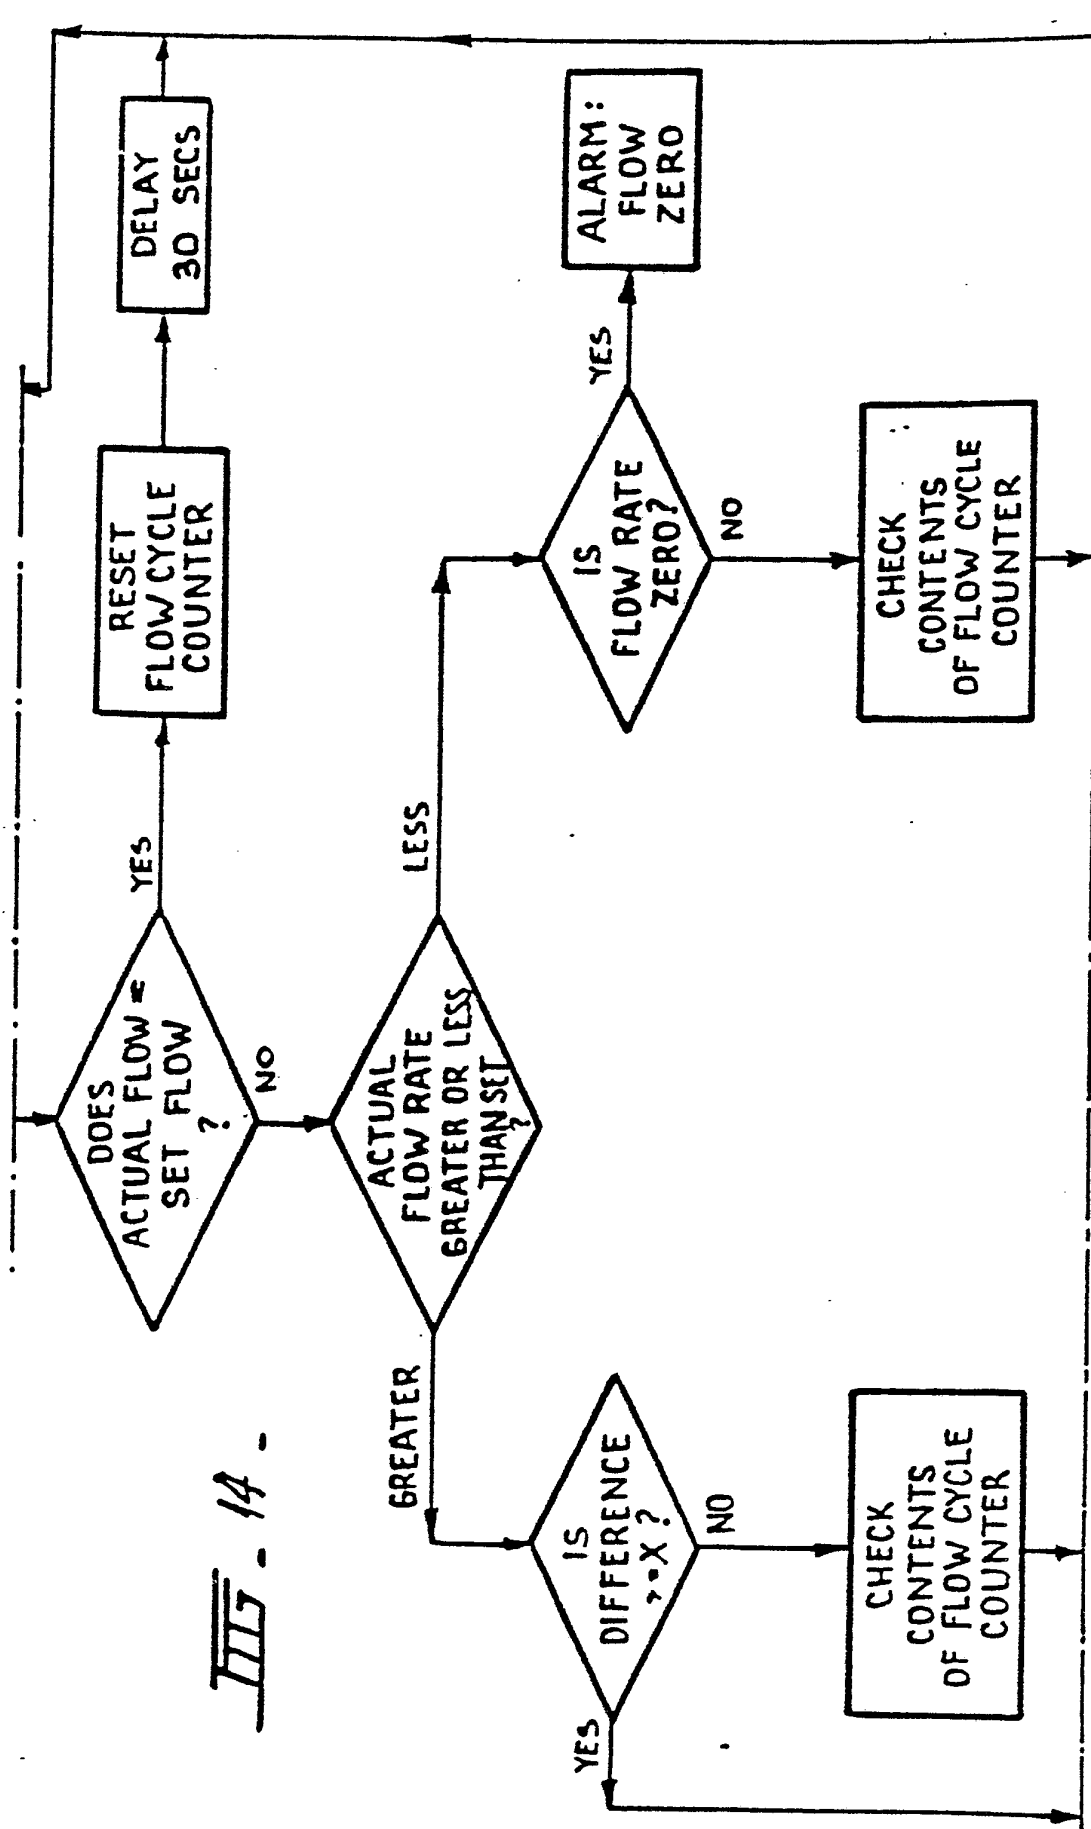 DOES
ACTUAL FLOW =
SET FLOW
?
YES
RESET
FLOW CYCLE
COUNTER
DELAY
30 SECS
NO
ACTUAL
FLOW RATE
GREATER OR LESS
THAN SET
?
GREATER
LESS
IS
DIFFERENCE
>=X?
YES
NO
CHECK
CONTENTS
OF FLOW CYCLE
COUNTER
IS
FLOW RATE
ZERO?
YES
ALARM:
FLOW
ZERO
NO
CHECK
CONTENTS
OF FLOW CYCLE
COUNTER
FIG-14-